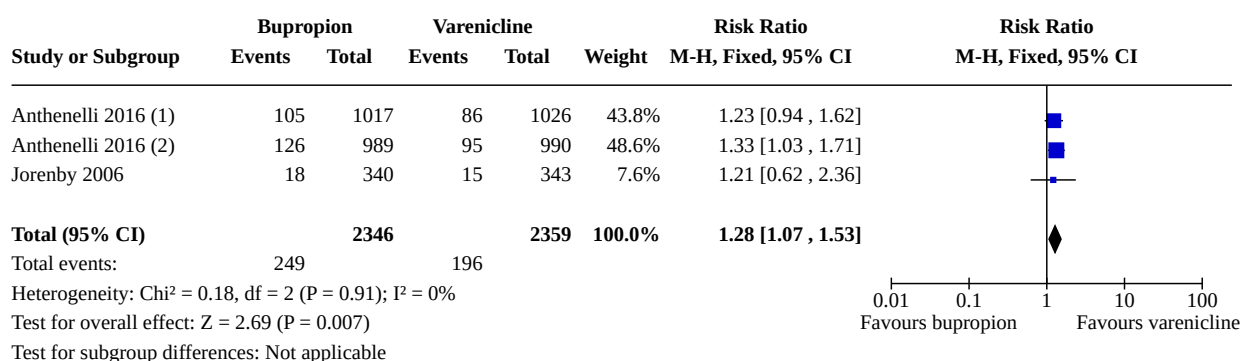 Bupropion Varenicline Risk Ratio Risk Ratio
Study or Subgroup Events Total Events Total Weight M-H, Fixed, 95% CI M-H, Fixed, 95% CI
Anthenelli 2016 (1) 105 1017 86 1026 43.8% 1.23 [0.94 , 1.62]
Anthenelli 2016 (2) 126 989 95 990 48.6% 1.33 [1.03 , 1.71]
Jorenby 2006 18 340 15 343 7.6% 1.21 [0.62 , 2.36]
Total (95% CI) 2346 2359 100.0% 1.28 [1.07 , 1.53]
Total events: 249 196
Heterogeneity: Chi² = 0.18, df = 2 (P = 0.91); I² = 0%
Test for overall effect: Z = 2.69 (P = 0.007)
Test for subgroup differences: Not applicable
0.01 0.1 1 10 100
Favours bupropion Favours varenicline